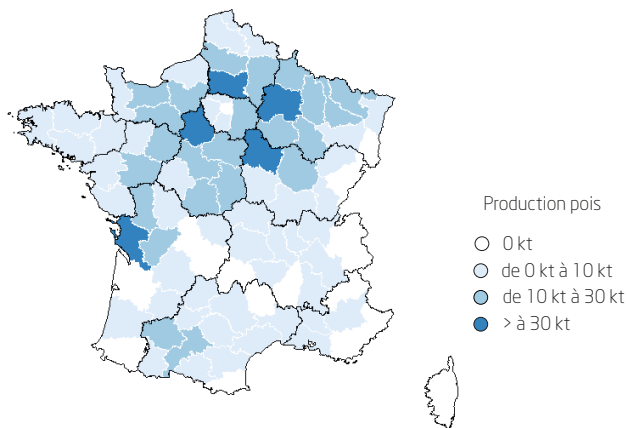 Production pois
0 kt
de 0 kt à 10 kt
de 10 kt à 30 kt
> à 30 kt